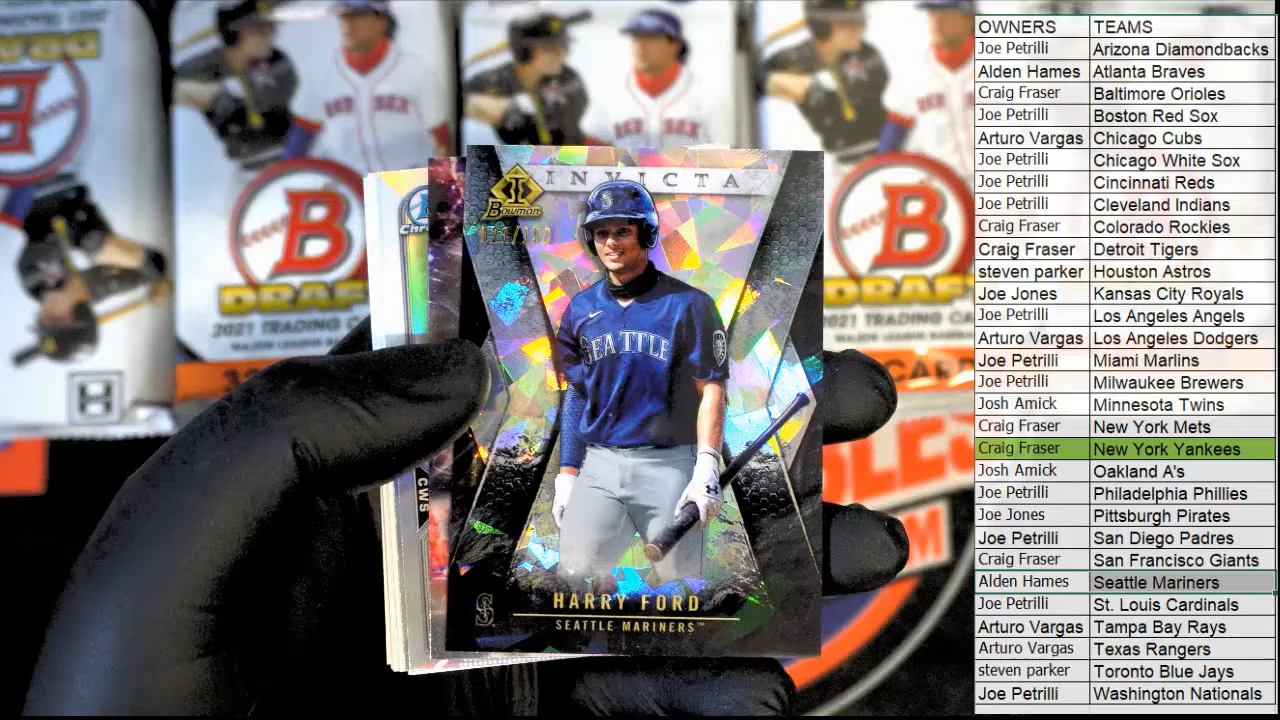 OWNERS TEAMS
Joe Petrilli Arizona Diamondbacks
Alden Hames Atlanta Braves
Craig Fraser Baltimore Orioles
Joe Petrilli Boston Red Sox
Arturo Vargas Chicago Cubs
Joe Petrilli Chicago White Sox
Joe Petrilli Cincinnati Reds
Joe Petrilli Cleveland Indians
Craig Fraser Colorado Rockies
Craig Fraser Detroit Tigers
steven parker Houston Astros
Joe Jones Kansas City Royals
Joe Petrilli Los Angeles Angels
Arturo Vargas Los Angeles Dodgers
Joe Petrilli Miami Marlins
Joe Petrilli Milwaukee Brewers
Josh Amick Minnesota Twins
Craig Fraser New York Mets
Craig Fraser New York Yankees
Josh Amick Oakland A's
Joe Petrilli Philadelphia Phillies
Joe Jones Pittsburgh Pirates
Joe Petrilli San Diego Padres
Craig Fraser San Francisco Giants
Alden Hames Seattle Mariners
Joe Petrilli St. Louis Cardinals
Arturo Vargas Tampa Bay Rays
Arturo Vargas Texas Rangers
steven parker Toronto Blue Jays
Joe Petrilli Washington Nationals
INVICTA
Bowman
SEATTLE
HARRY FORD
SEATTLE MARINERS™
CWS
RED SOX
B
DRAFT
2021 TRADING
H
B
DRAF
2021 TRADING CA
CARD